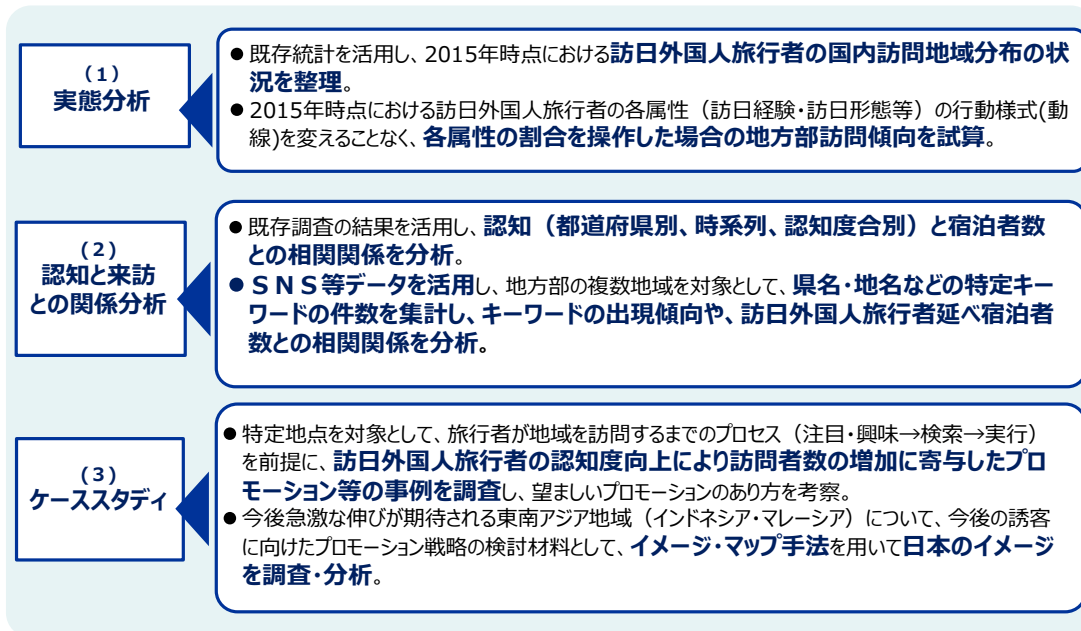 （１）
実態分析
● 既存統計を活用し、2015年時点における訪日外国人旅行者の国内訪問地域分布の状
況を整理。
● 2015年時点における訪日外国人旅行者の各属性（訪日経験・訪日形態等）の行動様式(動
線)を変えることなく、各属性の割合を操作した場合の地方部訪問傾向を試算。
（２）
認知と来訪
との関係分析
● 既存調査の結果を活用し、認知（都道府県別、時系列、認知度合別）と宿泊者数
との相関関係を分析。
● ＳＮＳ等データを活用し、地方部の複数地域を対象として、県名・地名などの特定キー
ワードの件数を集計し、キーワードの出現傾向や、訪日外国人旅行者延べ宿泊者
数との相関関係を分析。
（３）
ケーススタディ
● 特定地点を対象として、旅行者が地域を訪問するまでのプロセス（注目・興味→検索→実行）
を前提に、訪日外国人旅行者の認知度向上により訪問者数の増加に寄与したプロ
モーション等の事例を調査し、望ましいプロモーションのあり方を考察。
● 今後急激な伸びが期待される東南アジア地域（インドネシア・マレーシア）について、今後の誘客
に向けたプロモーション戦略の検討材料として、イメージ・マップ手法を用いて日本のイメージ
を調査・分析。